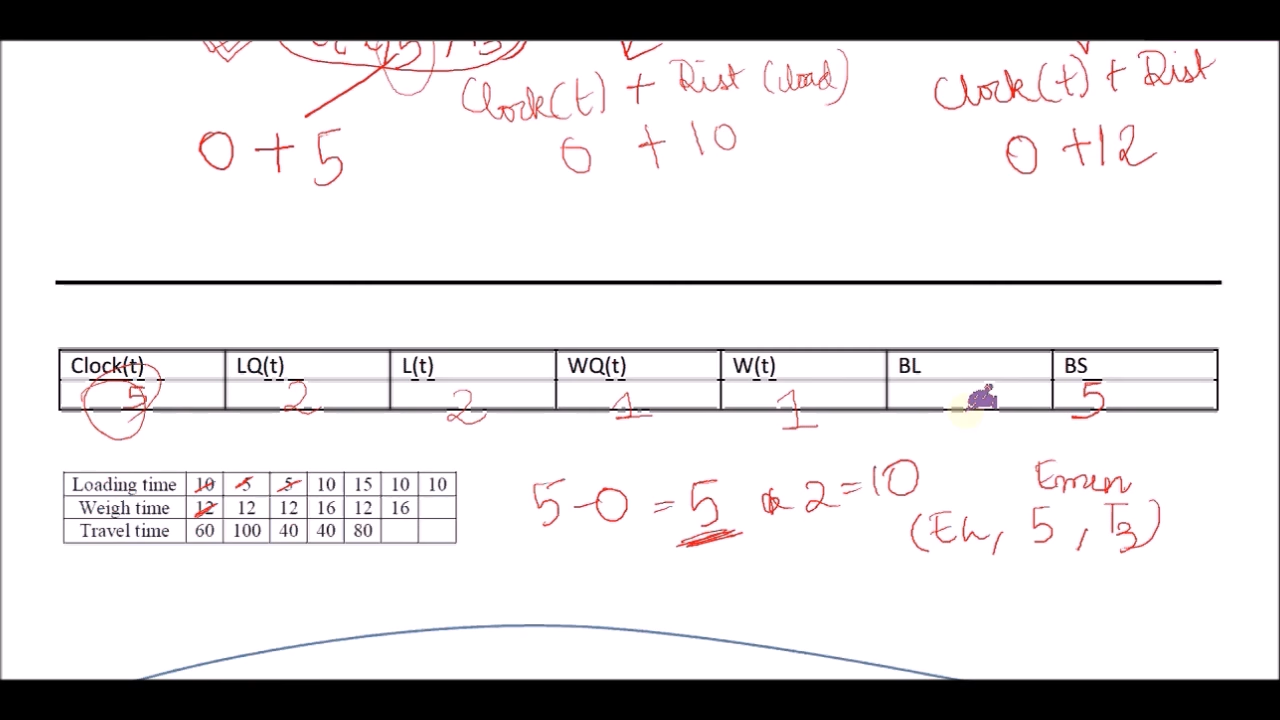 Clock(t) + Dist (load)
Clock(t) + Dist
0 + 5
0 + 10
0 + 12
Clock(t) LQ(t) L(t) WQ(t) W(t) BL BS
5 2 2 1 1 5
Loading time 10 5 5 10 15 10 10
Weigh time 12 12 12 16 12 16
Travel time 60 100 40 40 80
5 - 0 = 5 * 2 = 10
(EL, 5, T3)